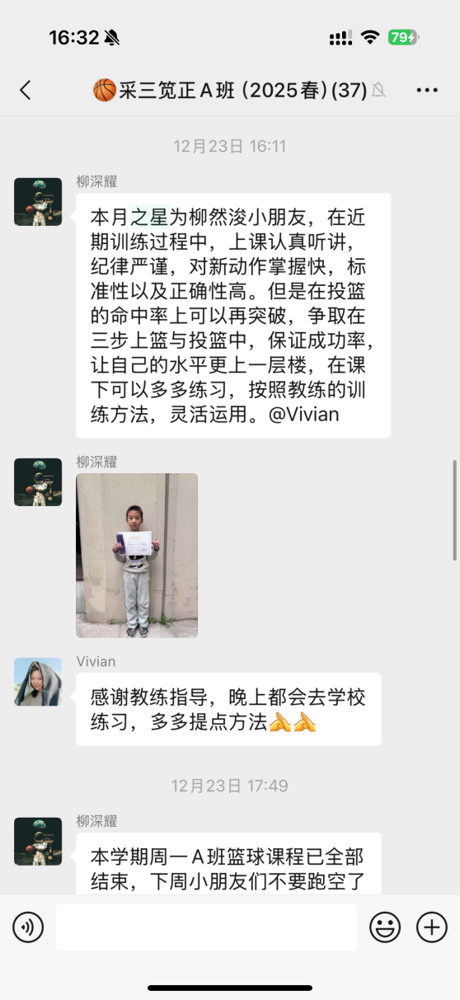 16:32
79
🏀采三笕正A班（2025春）(37)
12月23日 16:11
柳深耀
本月之星为柳然浚小朋友，在近
期训练过程中，上课认真听讲，
纪律严谨，对新动作掌握快，标
准性以及正确性高。但是在投篮
的命中率上可以再突破，争取在
三步上篮与投篮中，保证成功率，
让自己的水平更上一层楼，在课
下可以多多练习，按照教练的训
练方法，灵活运用。@Vivian
柳深耀
Vivian
感谢教练指导，晚上都会去学校
练习，多多提点方法
12月23日 17:49
柳深耀
本学期周一A班篮球课程已全部
结束，下周小朋友们不要跑空了